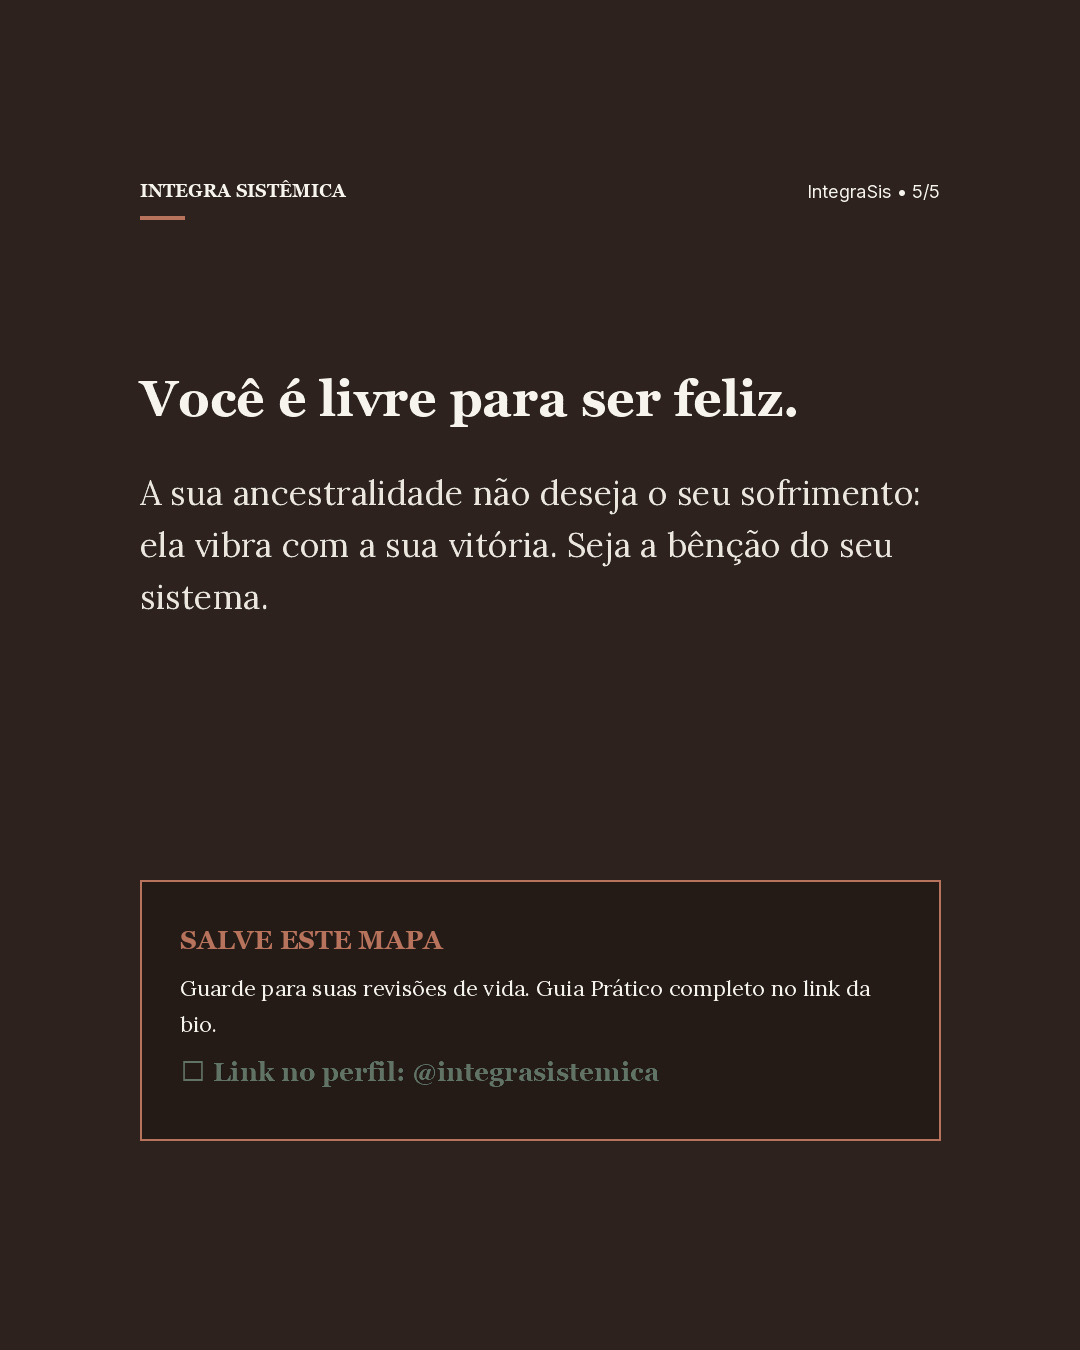 INTEGRA SISTÊMICA
IntegraSis • 5/5
Você é livre para ser feliz.
A sua ancestralidade não deseja o seu sofrimento:
ela vibra com a sua vitória. Seja a bênção do seu
sistema.
SALVE ESTE MAPA
Guarde para suas revisões de vida. Guia Prático completo no link da
bio.
☐ Link no perfil: @integrasistemica